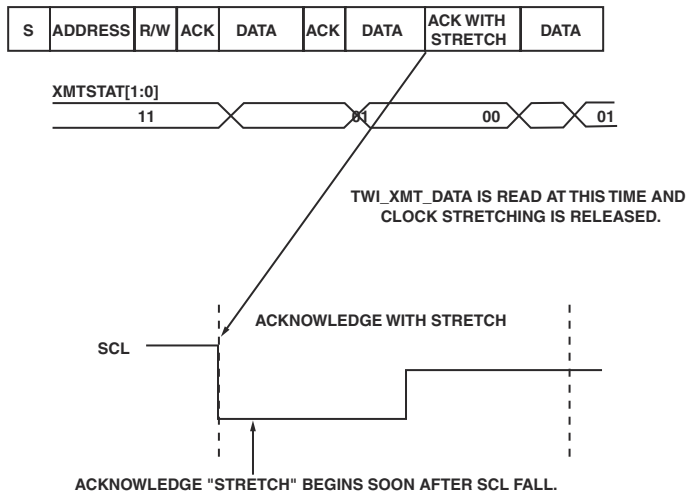 S ADDRESS R/W ACK DATA ACK DATA ACK WITH STRETCH DATA
XMTSTAT[1:0]
11 01 00 01
TWI_XMT_DATA IS READ AT THIS TIME AND
CLOCK STRETCHING IS RELEASED.
ACKNOWLEDGE WITH STRETCH
SCL
ACKNOWLEDGE "STRETCH" BEGINS SOON AFTER SCL FALL.